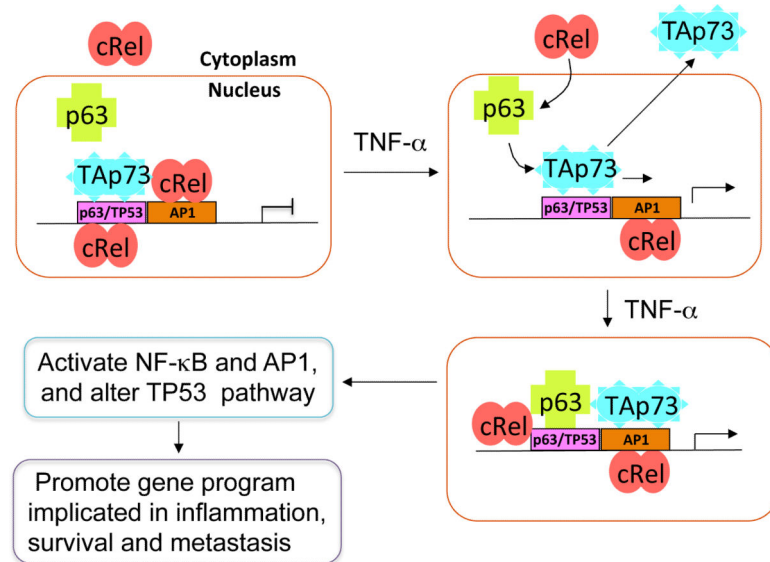 cRel
Cytoplasm
Nucleus
p63
TAp73
cRel
p63/TP53
AP1
cRel
TNF-α
cRel
TAp73
p63
TAp73
p63/TP53
AP1
cRel
TNF-α
p63
TAp73
cRel
p63/TP53
AP1
cRel
Activate NF-κB and AP1,
and alter TP53 pathway
Promote gene program
implicated in inflammation,
survival and metastasis